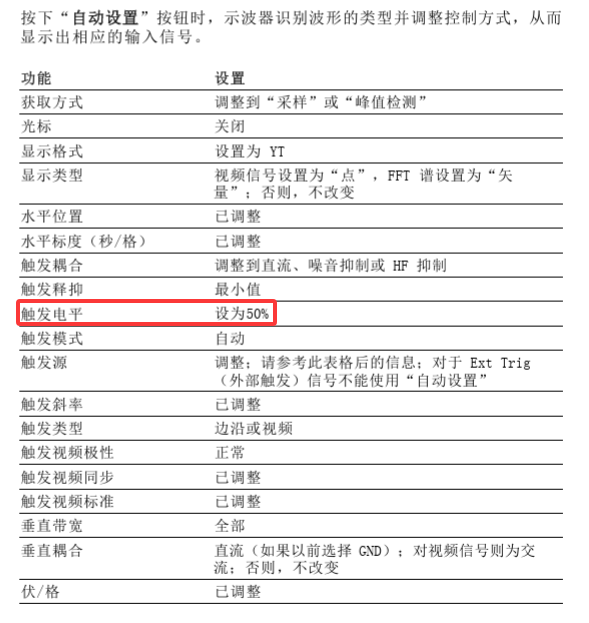 按下“自动设置”按钮时，示波器识别波形的类型并调整控制方式，从而
显示出相应的输入信号。
功能 设置
获取方式 调整到“采样”或“峰值检测”
光标 关闭
显示格式 设置为 YT
显示类型 视频信号设置为“点”，FFT 谱设置为“矢
量”；否则，不改变
水平位置 已调整
水平标度（秒/格） 已调整
触发耦合 调整到直流、噪音抑制或 HF 抑制
触发释抑 最小值
触发电平 设为50%
触发模式 自动
触发源 调整；请参考此表格后的信息；对于 Ext Trig
（外部触发）信号不能使用“自动设置”
触发斜率 已调整
触发类型 边沿或视频
触发视频极性 正常
触发视频同步 已调整
触发视频标准 已调整
垂直带宽 全部
垂直耦合 直流（如果以前选择 GND）；对视频信号则为交
流；否则，不改变
伏/格 已调整